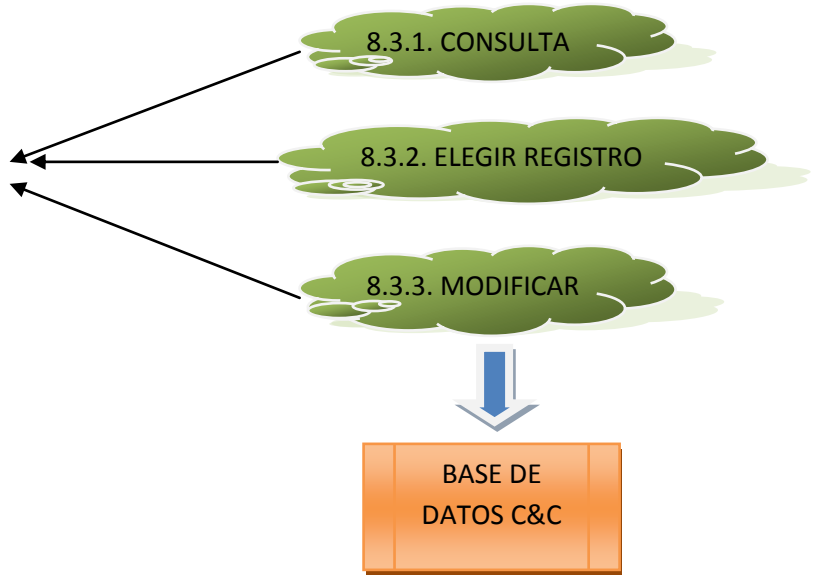 8.3.1. CONSULTA
8.3.2. ELEGIR REGISTRO
8.3.3. MODIFICAR
BASE DE
DATOS C&C